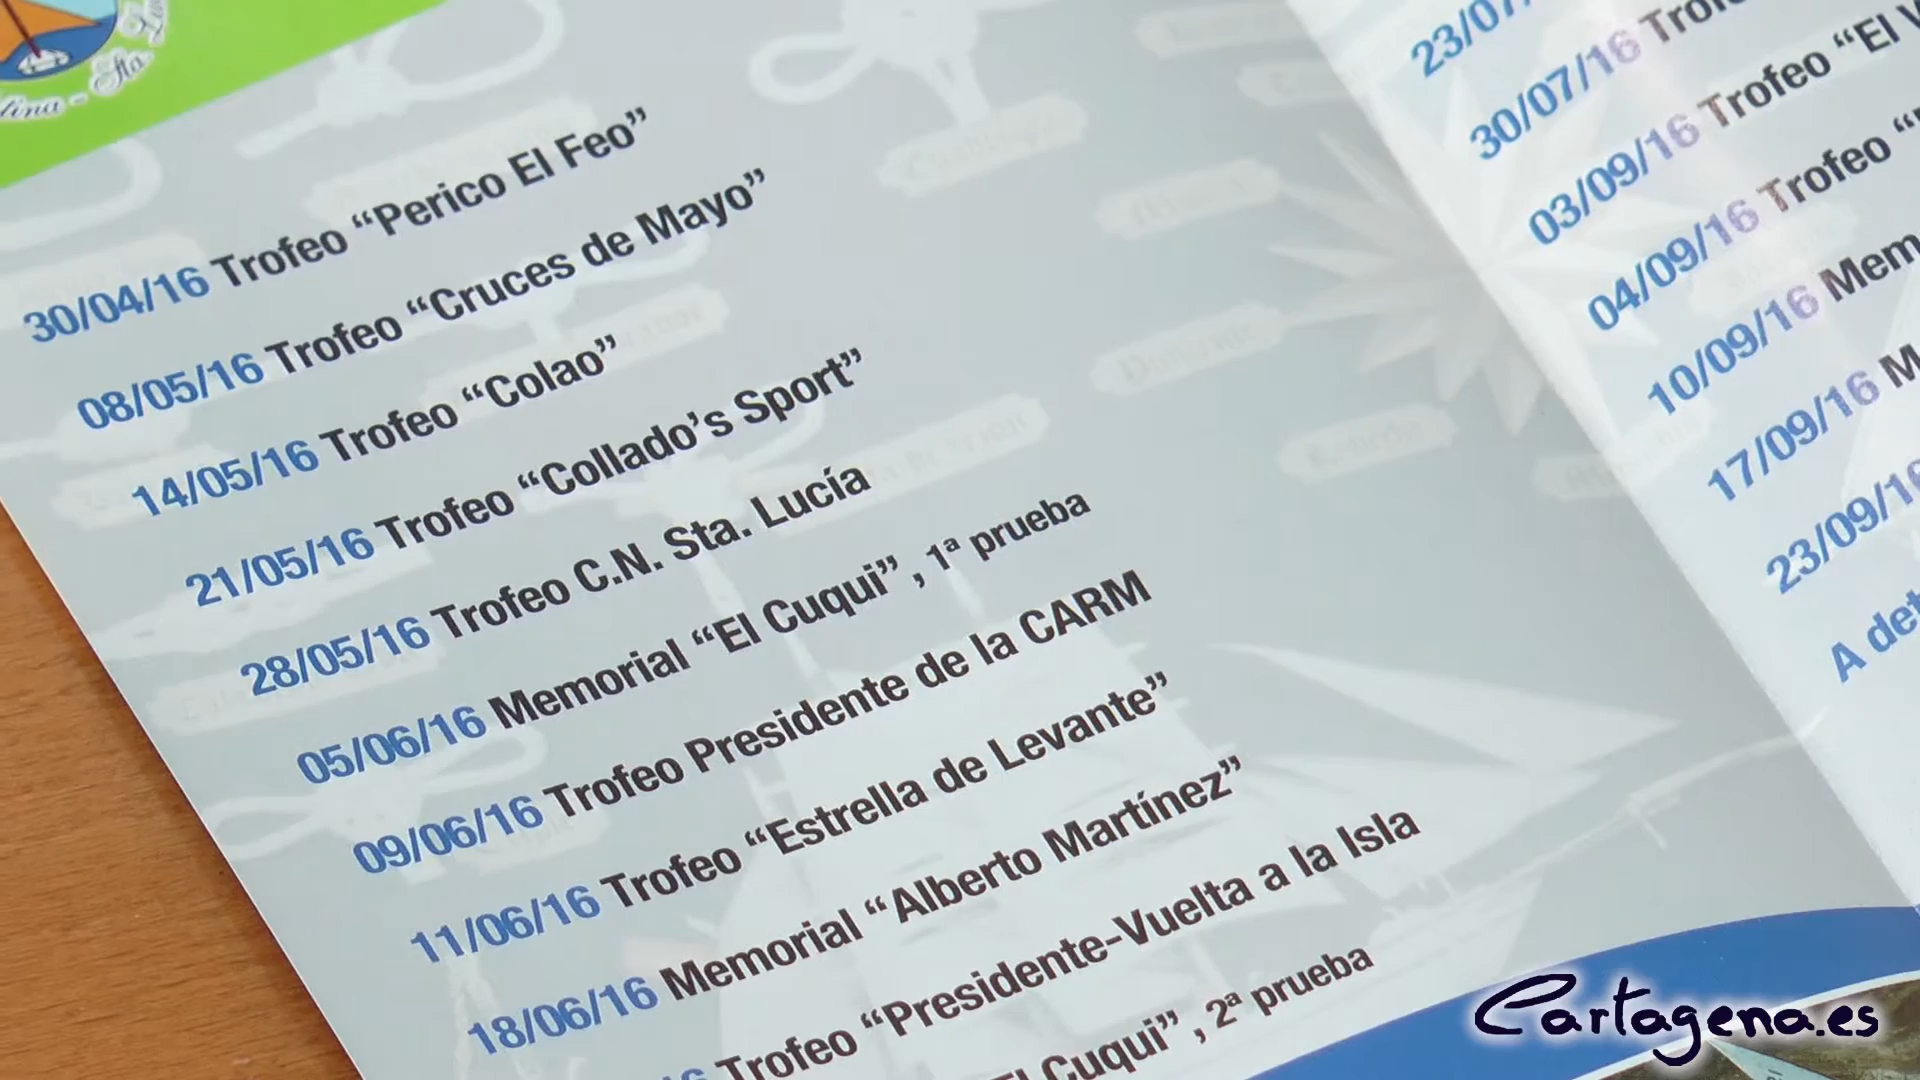 30/04/16 Trofeo “Perico El Feo”
08/05/16 Trofeo “Cruces de Mayo”
14/05/16 Trofeo “Colao”
21/05/16 Trofeo “Collado’s Sport”
28/05/16 Trofeo C.N. Sta. Lucía
05/06/16 Memorial “El Cuqui” , 1ª prueba
09/06/16 Trofeo Presidente de la CARM
11/06/16 Trofeo “Estrella de Levante”
18/06/16 Memorial “Alberto Martínez”
Trofeo “Presidente-Vuelta a la Isla
El Cuqui” , 2ª prueba
23/07/
30/07/16
03/09/16 Trofeo “El
04/09/16 Trofeo
10/09/16
17/09/16
23/09/16
A
Cartagena.es